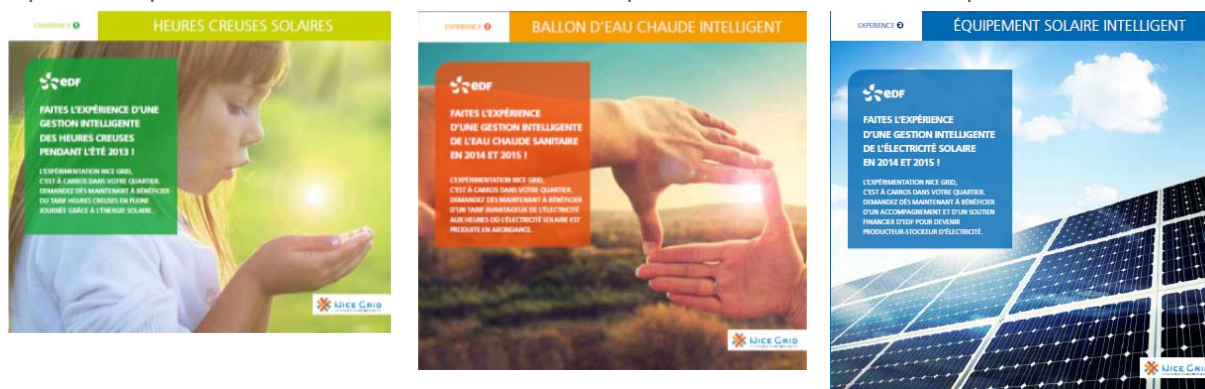 EXPERIENCE 1
HEURES CREUSES SOLAIRES
edf
FAITES L'EXPÉRIENCE D'UNE
GESTION INTELLIGENTE
DES HEURES CREUSES
PENDANT L'ÉTÉ 2013 !
L'EXPÉRIMENTATION NICE GRID,
C'EST À CARROS DANS VOTRE QUARTIER.
DEMANDEZ DÈS MAINTENANT À BÉNÉFICIER
DU TARIF HEURES CREUSES EN PLEINE
JOURNÉE GRÂCE À L'ÉNERGIE SOLAIRE.
NICE GRID
EXPERIENCE 2
BALLON D'EAU CHAUDE INTELLIGENT
edf
FAITES L'EXPÉRIENCE
D'UNE GESTION INTELLIGENTE
DE L'EAU CHAUDE SANITAIRE
EN 2014 ET 2015 !
L'EXPÉRIMENTATION NICE GRID,
C'EST À CARROS DANS VOTRE QUARTIER.
DEMANDEZ DÈS MAINTENANT À BÉNÉFICIER
D'UN TARIF AVANTAGEUX DE L'ÉLECTRICITÉ
AUX HEURES OÙ L'ÉLECTRICITÉ SOLAIRE EST
PRODUITE EN ABONDANCE.
NICE GRID
EXPERIENCE 3
ÉQUIPEMENT SOLAIRE INTELLIGENT
edf
FAITES L'EXPÉRIENCE
D'UNE GESTION INTELLIGENTE
DE L'ÉLECTRICITÉ SOLAIRE
EN 2014 ET 2015 !
L'EXPÉRIMENTATION NICE GRID,
C'EST À CARROS DANS VOTRE QUARTIER.
DEMANDEZ DÈS MAINTENANT À BÉNÉFICIER
D'UN ACCOMPAGNEMENT ET D'UN SOUTIEN
FINANCIER D'EDF POUR DEVENIR
PRODUCTEUR-STOCKEUR D'ÉLECTRICITÉ.
NICE GRID